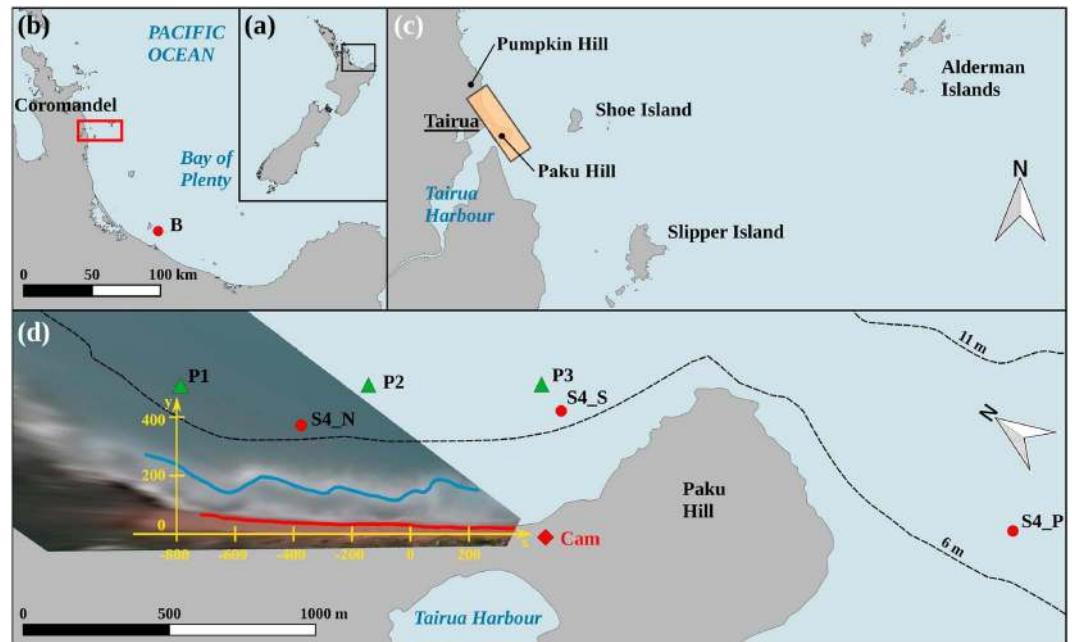 (b)
PACIFIC
OCEAN
(a)
Coromandel
Bay of
Plenty
B
0 50 100 km
(c)
Pumpkin Hill
Tairua
Shoe Island
Paku Hill
Tairua
Harbour
Slipper Island
Alderman
Islands
N
(d)
11 m
P1
P2
P3
S4_N
S4_S
y
400
200
0
-800 -600 -400 -200 0 200
x
Cam
Paku
Hill
N
S4_P
6 m
0 500 1000 m
Tairua Harbour